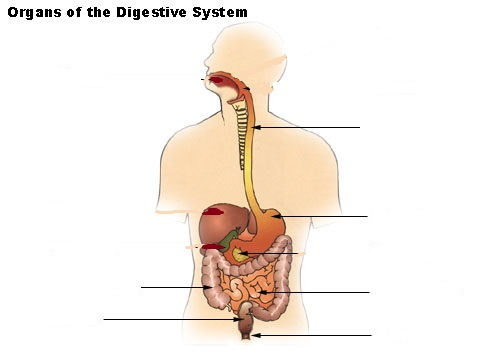 Organs of the Digestive System